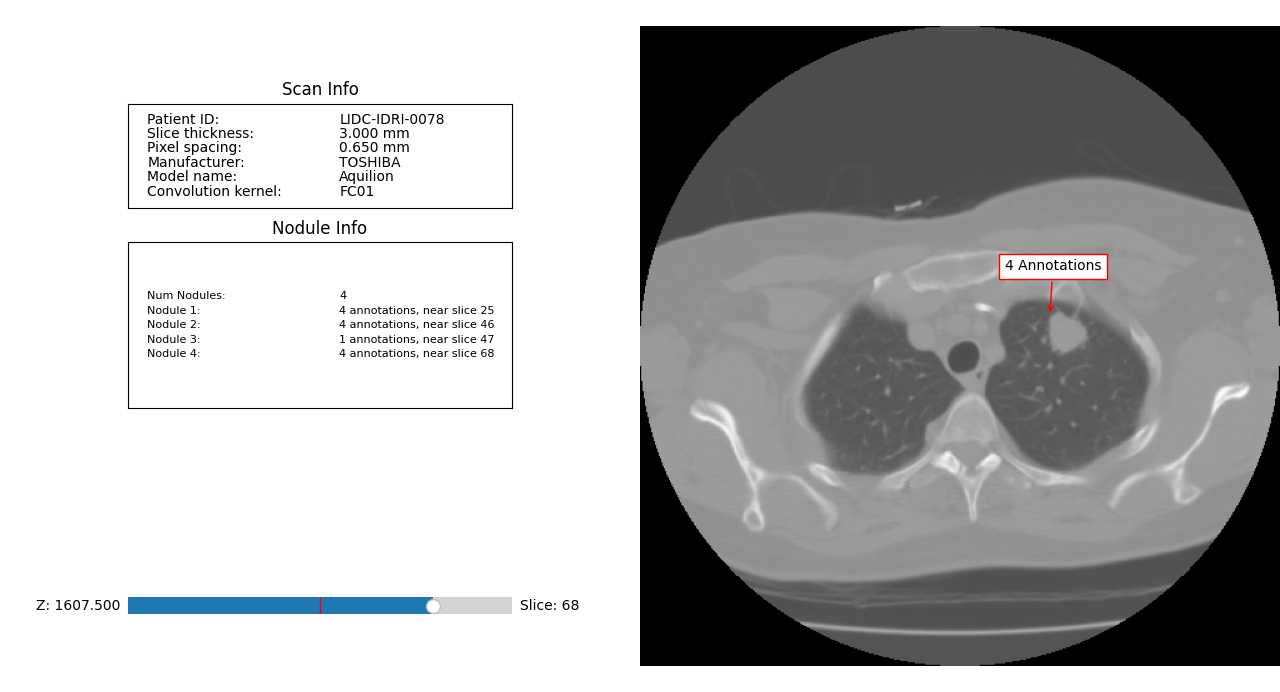 Scan Info
Patient ID: LIDC-IDRI-0078
Slice thickness: 3.000 mm
Pixel spacing: 0.650 mm
Manufacturer: TOSHIBA
Model name: Aquilion
Convolution kernel: FC01
Nodule Info
Num Nodules: 4
Nodule 1: 4 annotations, near slice 25
Nodule 2: 4 annotations, near slice 46
Nodule 3: 1 annotations, near slice 47
Nodule 4: 4 annotations, near slice 68
Z: 1607.500
Slice: 68
4 Annotations